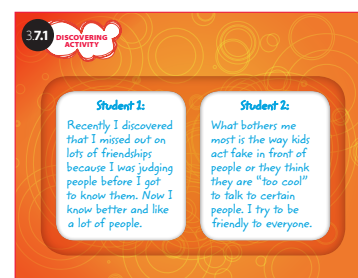 3.7.1 DISCOVERING
ACTIVITY
Student 1:
Recently I discovered
that I missed out on
lots of friendships
because I was judging
people before I got
to know them. Now I
know better and like
a lot of people.
Student 2:
What bothers me
most is the way kids
act fake in front of
people or they think
they are "too cool"
to talk to certain
people. I try to be
friendly to everyone.